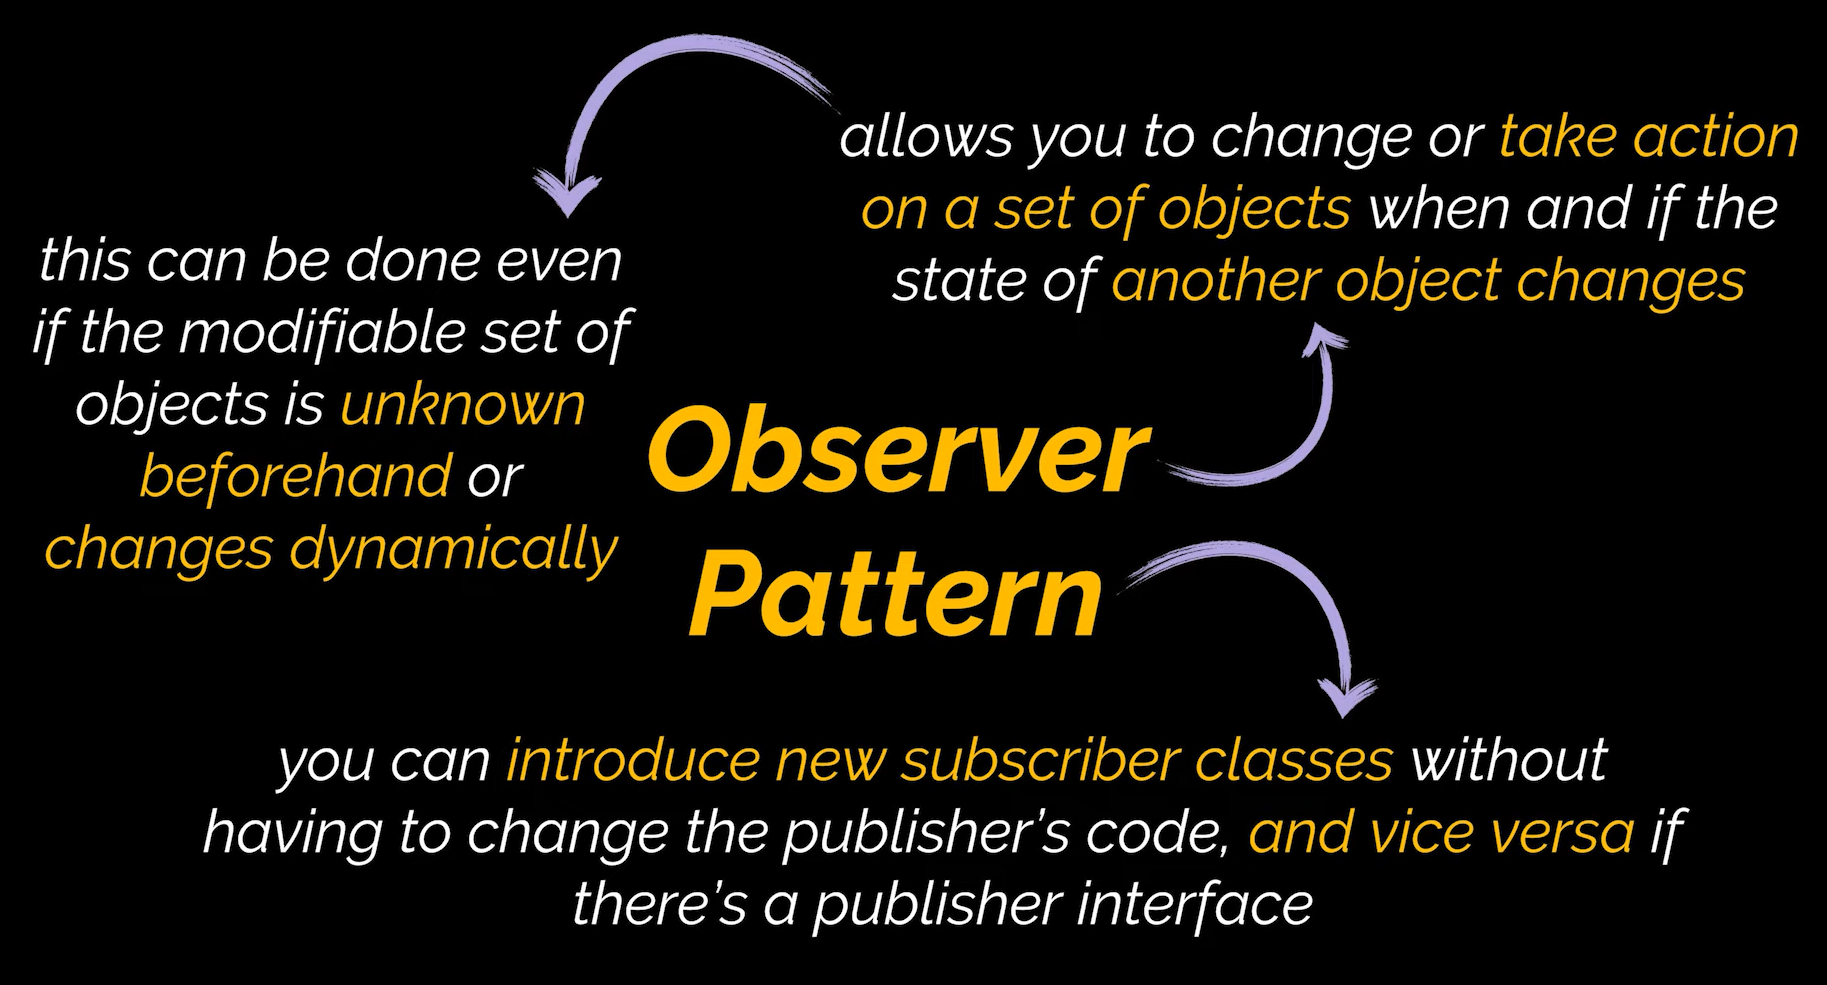 Observer
Pattern
allows you to change or take action
on a set of objects when and if the
state of another object changes
this can be done even
if the modifiable set of
objects is unknown
beforehand or
changes dynamically
you can introduce new subscriber classes without
having to change the publisher’s code, and vice versa if
there’s a publisher interface